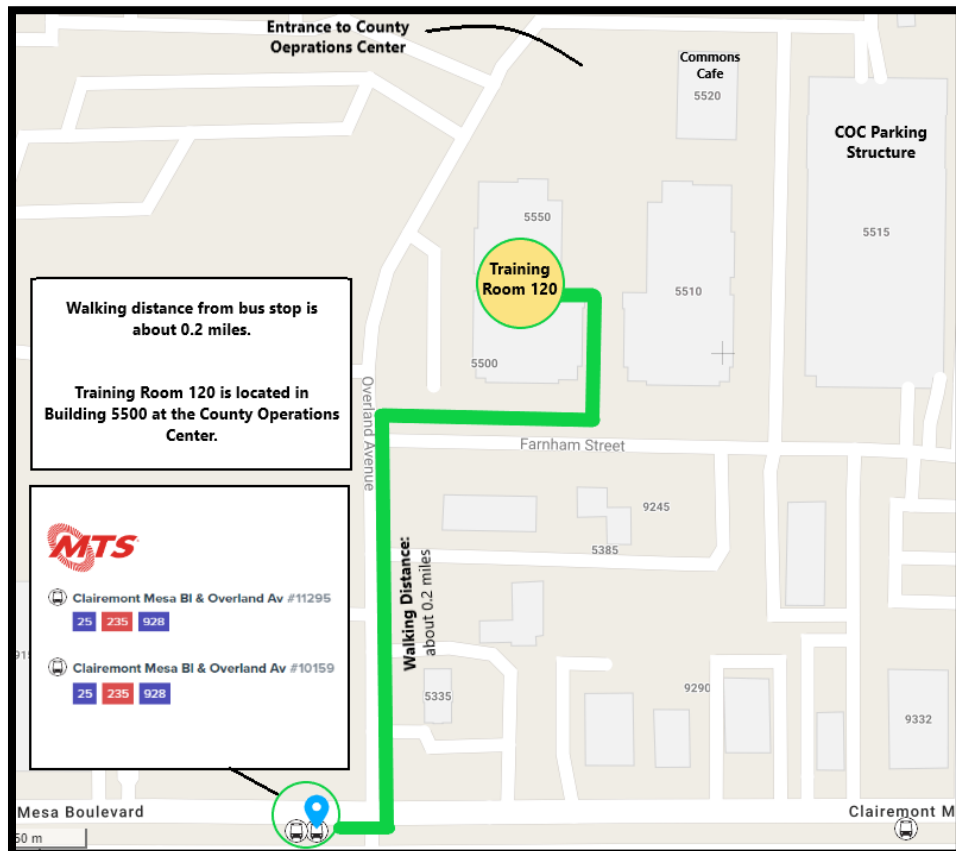 Entrance to County
Oeprations Center
Commons
Cafe
5520
COC Parking
Structure
5550
5515
Training
Room 120
5510
Walking distance from bus stop is
about 0.2 miles.
5500
Training Room 120 is located in
Building 5500 at the County Operations
Center.
Overland Avenue
Farnham Street
9245
5385
MTS
Clairemont Mesa Bl & Overland Av #11295
25 235 928
Clairemont Mesa Bl & Overland Av #10159
25 235 928
Walking Distance:
about 0.2 miles
5335
9290
9332
Mesa Boulevard
Clairemont M
50 m